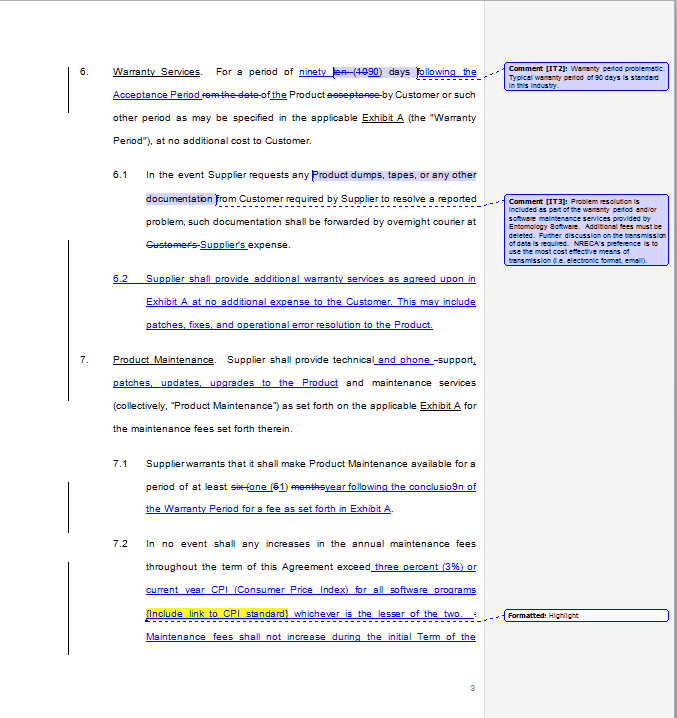 6. Warranty Services. For a period of ninety ten (1090) days following the
Acceptance Period rom the date of the Product acceptance by Customer or such
other period as may be specified in the applicable Exhibit A (the "Warranty
Period"), at no additional cost to Customer.
6.1 In the event Supplier requests any Product dumps, tapes, or any other
documentation from Customer required by Supplier to resolve a reported
problem, such documentation shall be forwarded by overnight courier at
Customer's Supplier's expense.
6.2 Supplier shall provide additional warranty services as agreed upon in
Exhibit A at no additional expense to the Customer. This may include
patches, fixes, and operational error resolution to the Product.
7. Product Maintenance. Supplier shall provide technical and phone -support,
patches, updates, upgrades to the Product and maintenance services
(collectively, "Product Maintenance") as set forth on the applicable Exhibit A for
the maintenance fees set forth therein.
7.1 Supplier warrants that it shall make Product Maintenance available for a
period of at least six (one (61) monthsyear following the conclusio9n of
the Warranty Period for a fee as set forth in Exhibit A.
7.2 In no event shall any increases in the annual maintenance fees
throughout the term of this Agreement exceed three percent (3%) or
current year CPI (Consumer Price Index) for all software programs
{Include link to CPI standard} whichever is the lesser of the two. :
Maintenance fees shall not increase during the initial Term of the
3
Comment [IT2]: Warranty period problematic.
Typical warranty period of 90 days is standard
in this industry.
Comment [IT3]: Problem resolution is
included as part of the warranty period and/or
software maintenance services provided by
Entomology Software. Additional fees must be
deleted. Further discussion on the transmission
of data is required. NRECA's preference is to
use the most cost effective means of
transmission (i.e. electronic format, email).
Formatted: Highlight